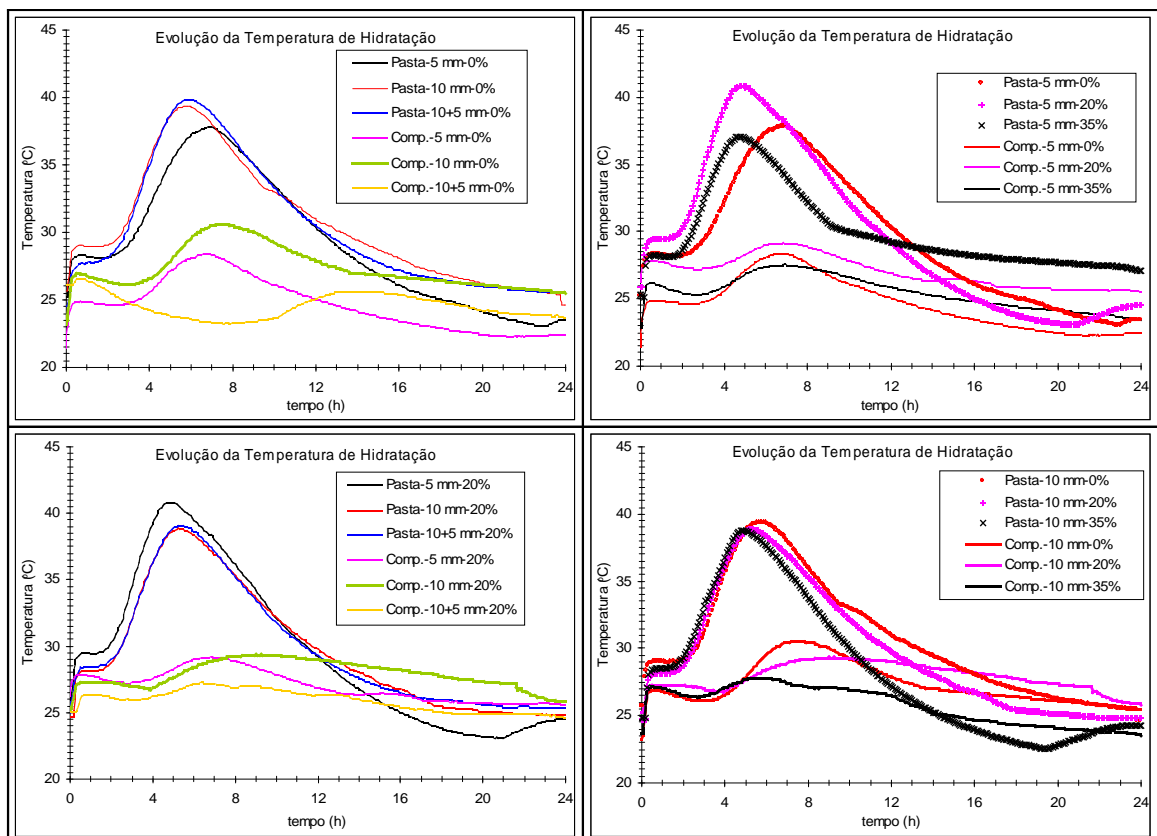 Evolução da Temperatura de Hidratação
Temperatura (ºC)
45
40
35
30
25
20
0 4 8 12 16 20 24
tempo (h)
Pasta-5 mm-0%
Pasta-10 mm-0%
Pasta-10+5 mm-0%
Comp.-5 mm-0%
Comp.-10 mm-0%
Comp.-10+5 mm-0%
Evolução da Temperatura de Hidratação
Temperatura (ºC)
45
40
35
30
25
20
0 4 8 12 16 20 24
tempo (h)
Pasta-5 mm-0%
Pasta-5 mm-20%
Pasta-5 mm-35%
Comp.-5 mm-0%
Comp.-5 mm-20%
Comp.-5 mm-35%
Evolução da Temperatura de Hidratação
Temperatura (ºC)
45
40
35
30
25
20
0 4 8 12 16 20 24
tempo (h)
Pasta-5 mm-20%
Pasta-10 mm-20%
Pasta-10+5 mm-20%
Comp.-5 mm-20%
Comp.-10 mm-20%
Comp.-10+5 mm-20%
Evolução da Temperatura de Hidratação
Temperatura (ºC)
45
40
35
30
25
20
0 4 8 12 16 20 24
tempo (h)
Pasta-10 mm-0%
Pasta-10 mm-20%
Pasta-10 mm-35%
Comp.-10 mm-0%
Comp.-10 mm-20%
Comp.-10 mm-35%